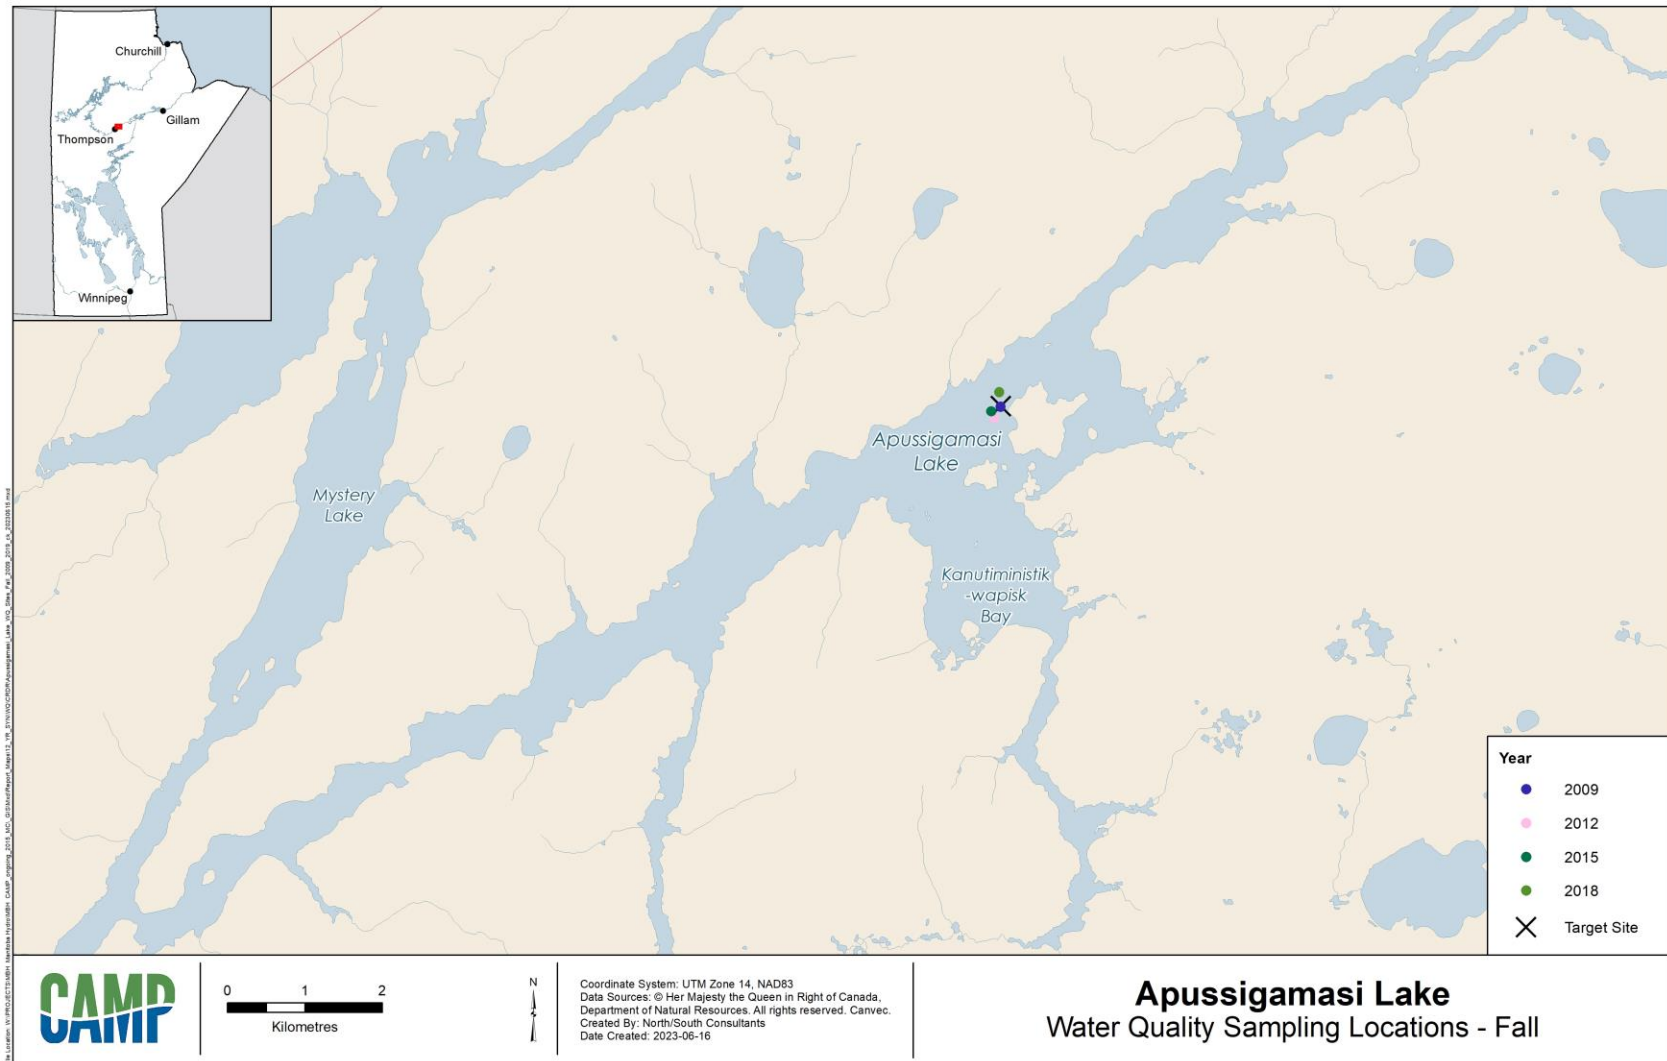 Churchill
Gillam
Thompson
Winnipeg
Mystery
Lake
Apussigamasi
Lake
Kanutiministik
-wapisk
Bay
Year
2009
2012
2015
2018
Target Site
CAMP
0 1 2
Kilometres
N
Coordinate System: UTM Zone 14, NAD83
Data Sources: © Her Majesty the Queen in Right of Canada,
Department of Natural Resources. All rights reserved. Canvec.
Created By: North/South Consultants
Date Created: 2023-06-16
Apussigamasi Lake
Water Quality Sampling Locations - Fall